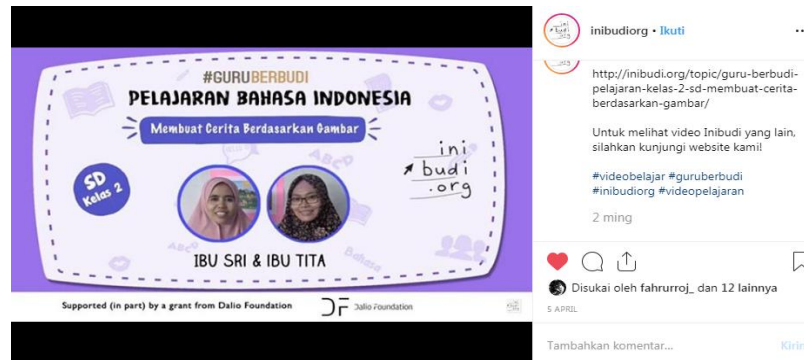 #GURUBERBUDI
PELAJARAN BAHASA INDONESIA
Membuat Cerita Berdasarkan Gambar
SD
Kelas 2
ini
budi
.org
IBU SRI & IBU TITA
Supported (in part) by a grant from Dalio Foundation
DF Dalio Foundation
inibudiorg • Ikuti
http://inibudi.org/topic/guru-berbudi-
pelajaran-kelas-2-sd-membuat-cerita-
berdasarkan-gambar/
Untuk melihat video Inibudi yang lain,
silahkan kunjungi website kami!
#videobelajar #guruberbudi
#inibudiorg #videopelajaran
2 ming
Disukai oleh fahrurroj_ dan 12 lainnya
5 APRIL
Tambahkan komentar...
Kirim